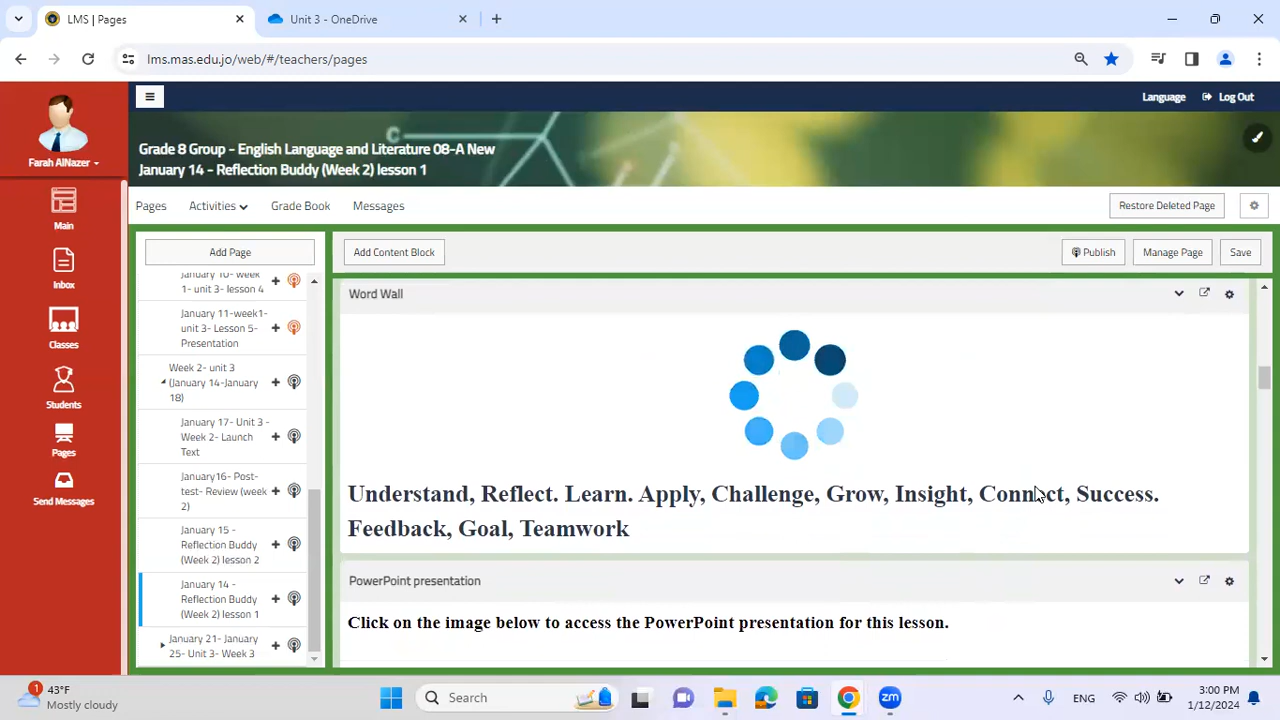 LMS | Pages
Unit 3 - OneDrive
lms.mas.edu.jo/web/#/teachers/pages
Language
Log Out
Farah AlNazer
Grade 8 Group - English Language and Literature 08-A New
January 14 - Reflection Buddy (Week 2) lesson 1
Main
Inbox
Classes
Students
Pages
Send Messages
Pages
Activities
Grade Book
Messages
Restore Deleted Page
Add Page
Add Content Block
Publish
Manage Page
Save
January 10- week
1- unit 3- lesson 4
January 11-week1-
unit 3- Lesson 5-
Presentation
Week 2- unit 3
(January 14-January
18)
January 17- Unit 3 -
Week 2- Launch
Text
January16- Post-
test- Review (week
2)
January 15 -
Reflection Buddy
(Week 2) lesson 2
January 14 -
Reflection Buddy
(Week 2) lesson 1
January 21- January
25- Unit 3- Week 3
Word Wall
Understand, Reflect. Learn. Apply, Challenge, Grow, Insight, Connect, Success.
Feedback, Goal, Teamwork
PowerPoint presentation
Click on the image below to access the PowerPoint presentation for this lesson.
1
43°F
Mostly cloudy
Search
zm
ENG
3:00 PM
1/12/2024